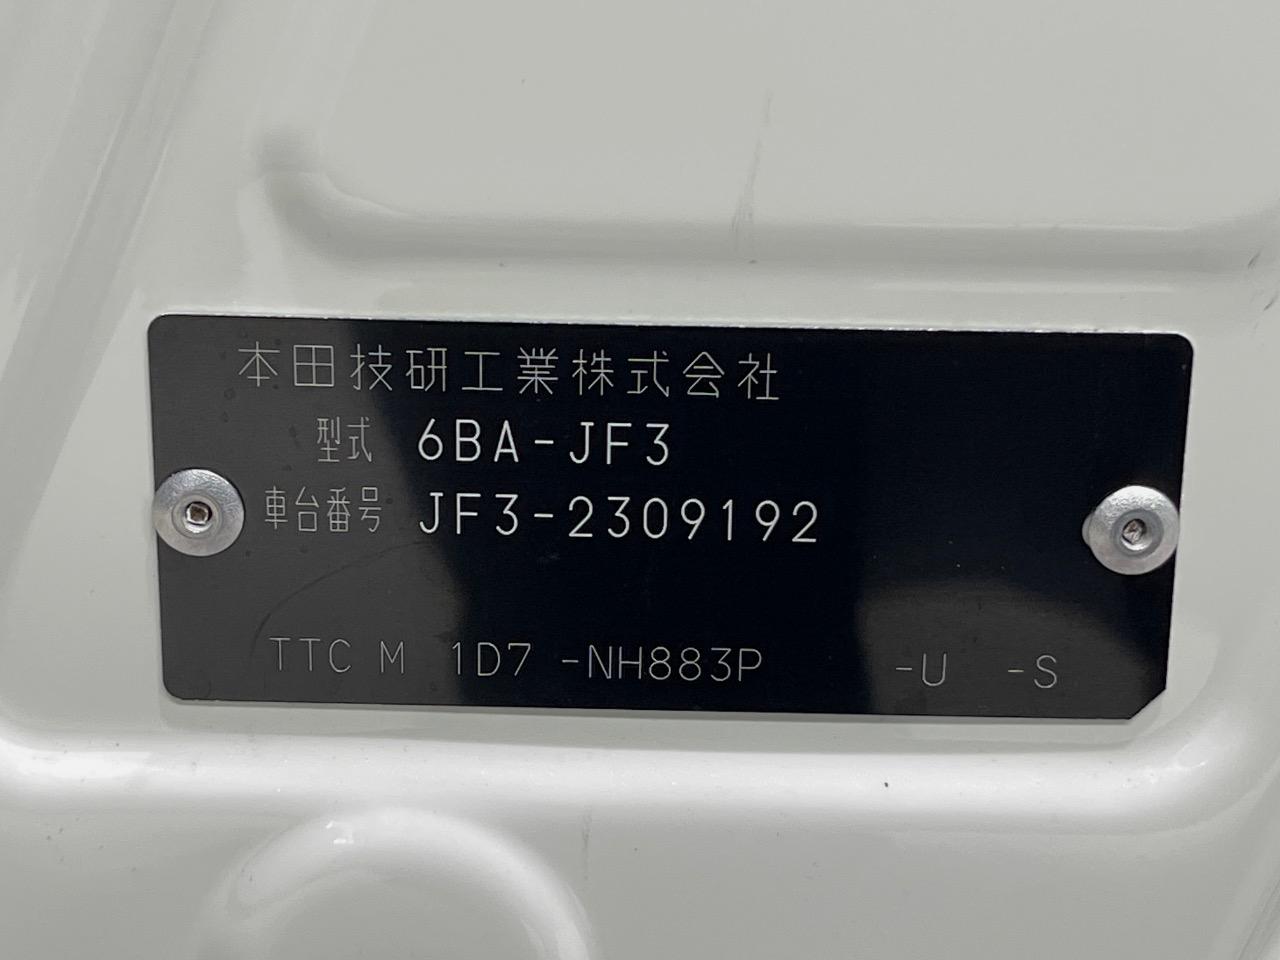 本田技研工業株式会社
型式 6BA-JF3
車台番号 JF3-2309192
TTC M 1D7 -NH883P -U -S